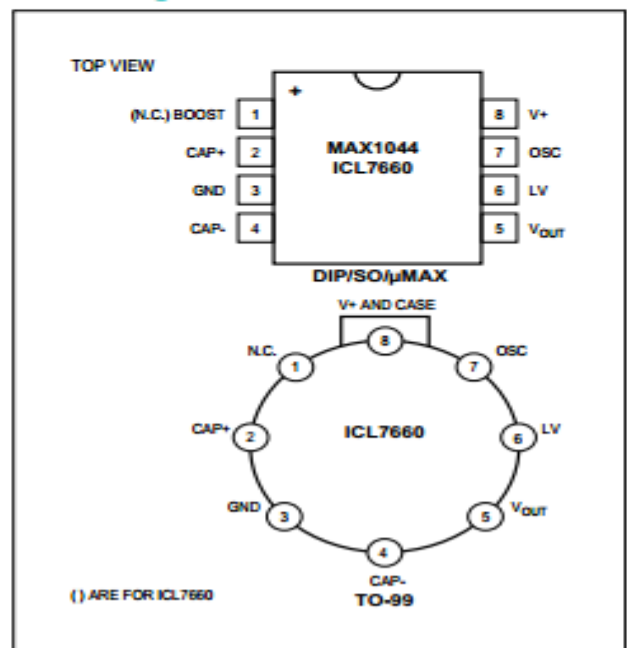 TOP VIEW
+
(N.C.) BOOST 1 8 V+
MAX1044
CAP+ 2 7 OSC
ICL7660
GND 3 6 LV
CAP- 4 5 VOUT
DIP/SO/µMAX
V+ AND CASE
8
N.C. 1 7 OSC
CAP+ 2 ICL7660 6 LV
GND 3 5 VOUT
4
CAP-
TO-99
( ) ARE FOR ICL7660